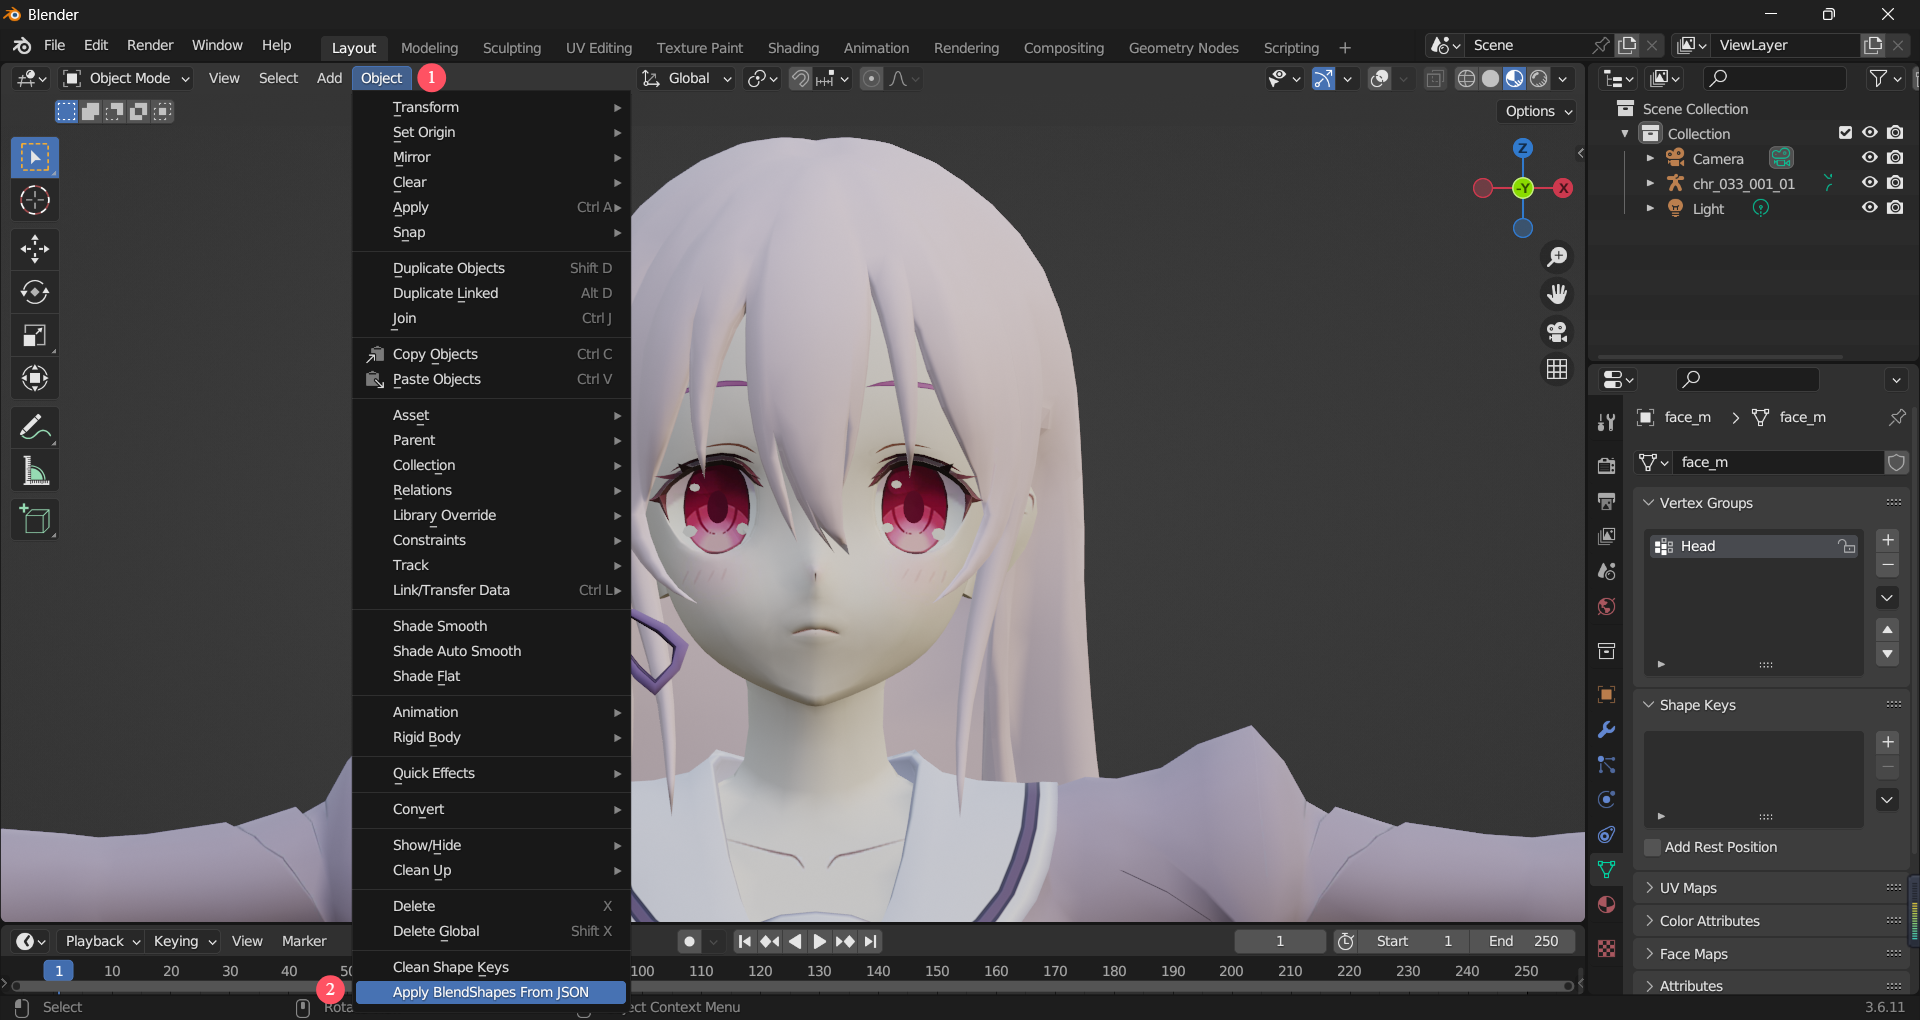 Blender
File Edit Render Window Help Layout Modeling Sculpting UV Editing Texture Paint Shading Animation Rendering Compositing Geometry Nodes Scripting + Scene ViewLayer
Object Mode View Select Add Object 1 Global
Options
Transform
Set Origin
Mirror
Clear
Apply Ctrl A
Snap
Duplicate Objects Shift D
Duplicate Linked Alt D
Join Ctrl J
Copy Objects Ctrl C
Paste Objects Ctrl V
Asset
Parent
Collection
Relations
Library Override
Constraints
Track
Link/Transfer Data Ctrl L
Shade Smooth
Shade Auto Smooth
Shade Flat
Animation
Rigid Body
Quick Effects
Convert
Show/Hide
Clean Up
Delete X
Delete Global Shift X
Clean Shape Keys
2 Apply BlendShapes From JSON
Z
-Y X
Scene Collection
Collection
Camera
chr_033_001_01
Light
face_m face_m
face_m
Vertex Groups
Head
Shape Keys
Add Rest Position
UV Maps
Color Attributes
Face Maps
Attributes
Playback Keying View Marker 1 Start 1 End 250
1 10 20 30 40 50 100 110 120 130 140 150 160 170 180 190 200 210 220 230 240 250
Select Rota ect Context Menu 3.6.11